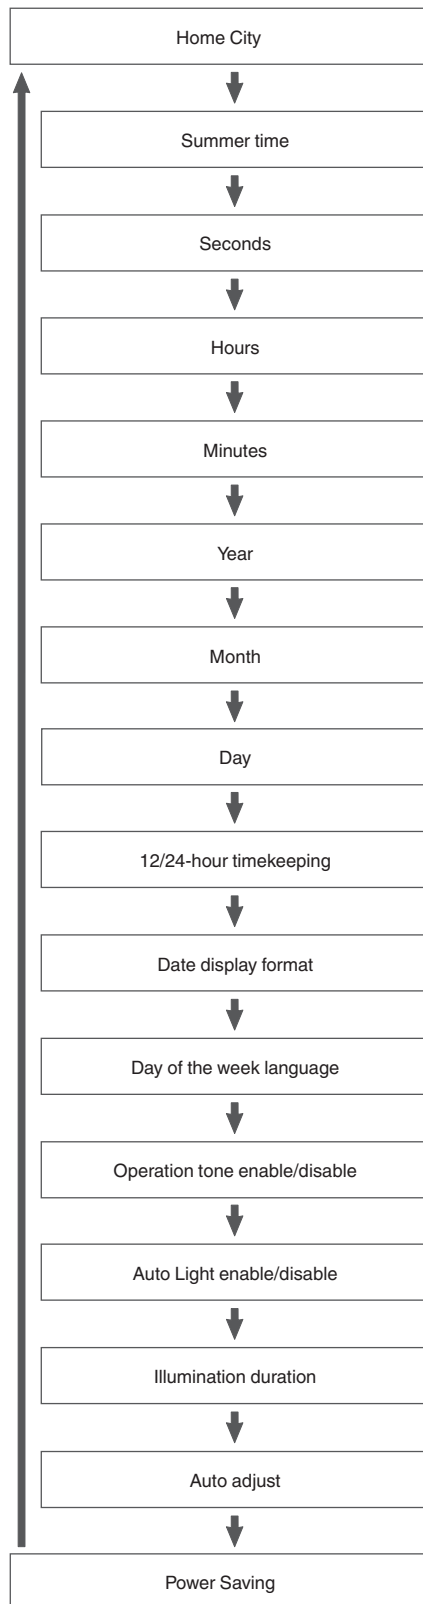 Home City
Summer time
Seconds
Hours
Minutes
Year
Month
Day
12/24-hour timekeeping
Date display format
Day of the week language
Operation tone enable/disable
Auto Light enable/disable
Illumination duration
Auto adjust
Power Saving